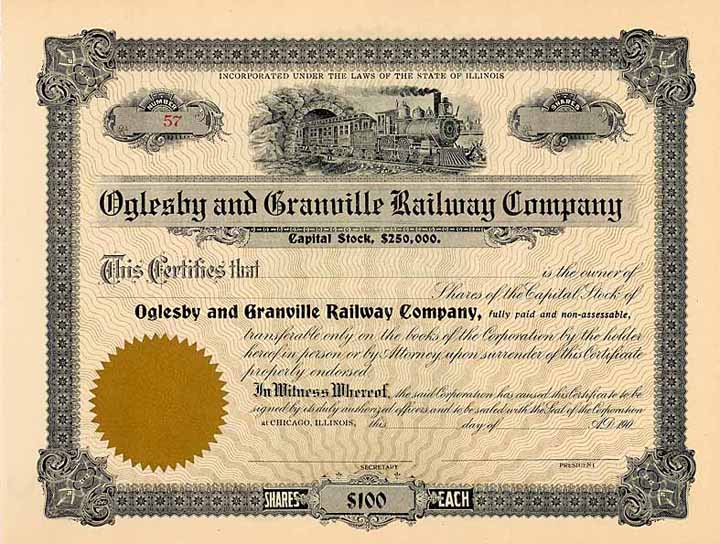 INCORPORATED UNDER THE LAWS OF THE STATE OF ILLINOIS
NUMBER
57
SHARES
Oglesby and Granville Railway Company
Capital Stock, $250,000.
This Certifies that is the owner of
Shares of the Capital Stock of
Oglesby and Granville Railway Company, fully paid and non-assessable,
transferable only on the books of the Corporation by the holder
hereof in person or by Attorney upon surrender of this Certificate
properly endorsed.
In Witness Whereof, the said Corporation has caused this Certificate to be
signed by its duly authorized officers and to be sealed with the Seal of the Corporation
at CHICAGO, ILLINOIS, this day of A.D. 190
SECRETARY PRESIDENT
SHARES $100 EACH